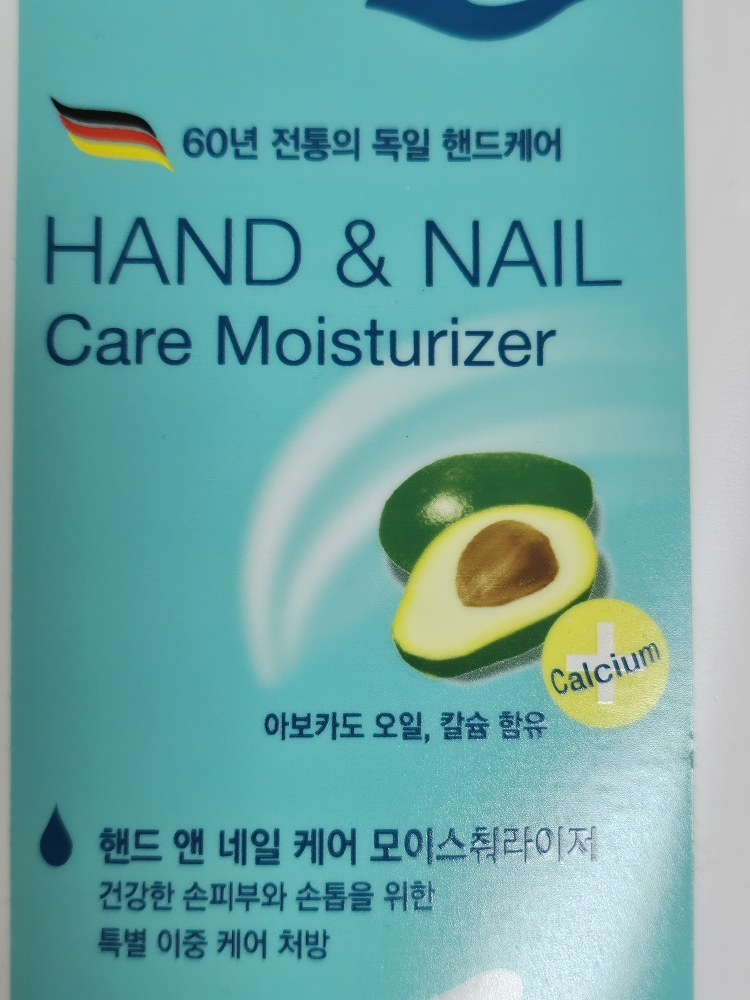 60년 전통의 독일 핸드케어
HAND & NAIL
Care Moisturizer
Calcium
아보카도 오일, 칼슘 함유
핸드 앤 네일 케어 모이스춰라이저
건강한 손피부와 손톱을 위한
특별 이중 케어 처방